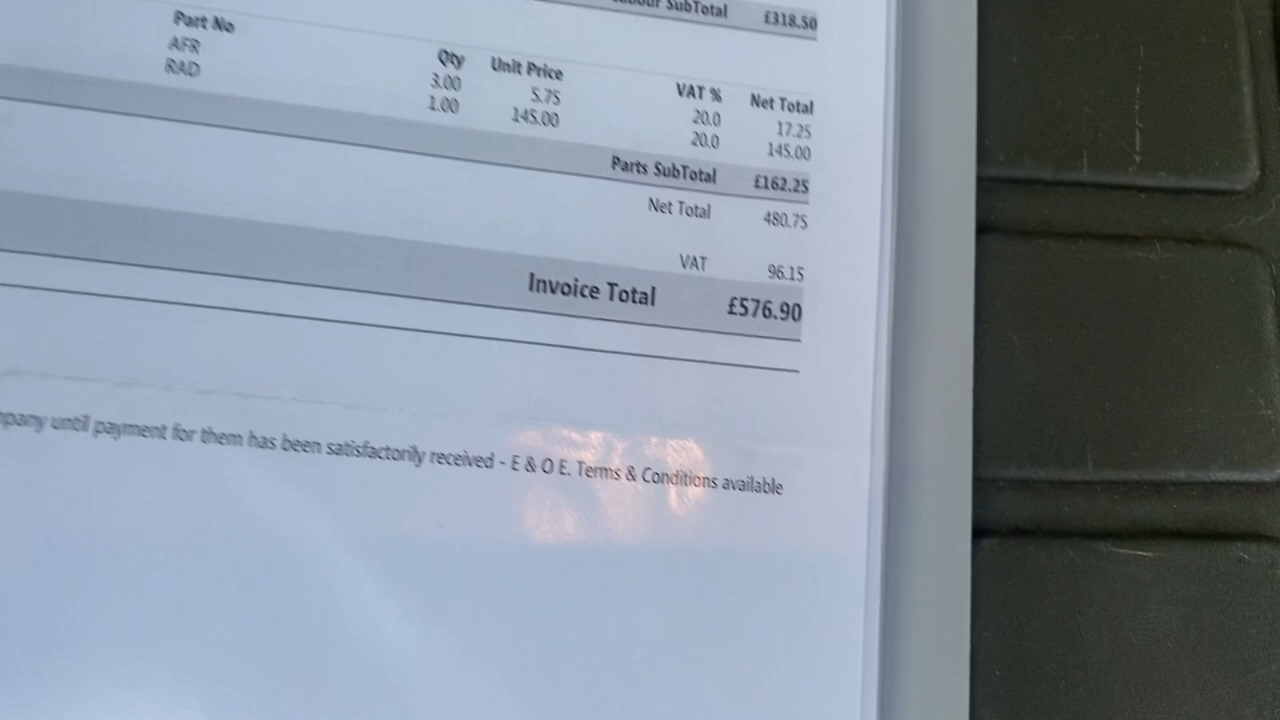 Labour SubTotal £318.50
Part No Qty Unit Price VAT % Net Total
AFR 3.00 5.75 20.0 17.25
RAD 1.00 145.00 20.0 145.00
Parts SubTotal £162.25
Net Total 480.75
VAT 96.15
Invoice Total £576.90
until payment for them has been satisfactorily received - E & O E. Terms & Conditions available